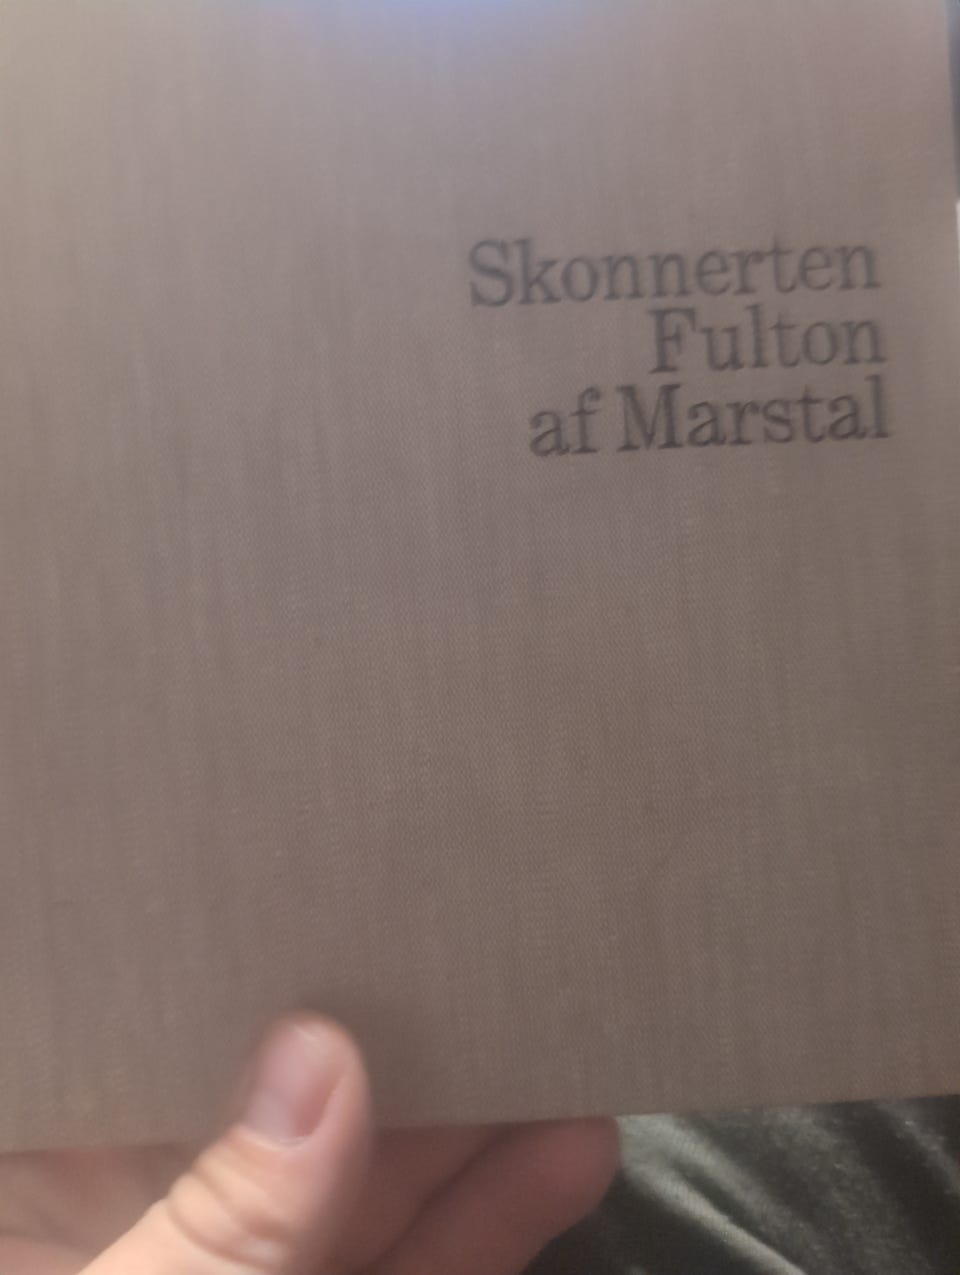 Skonnerten
Fulton
af Marstal